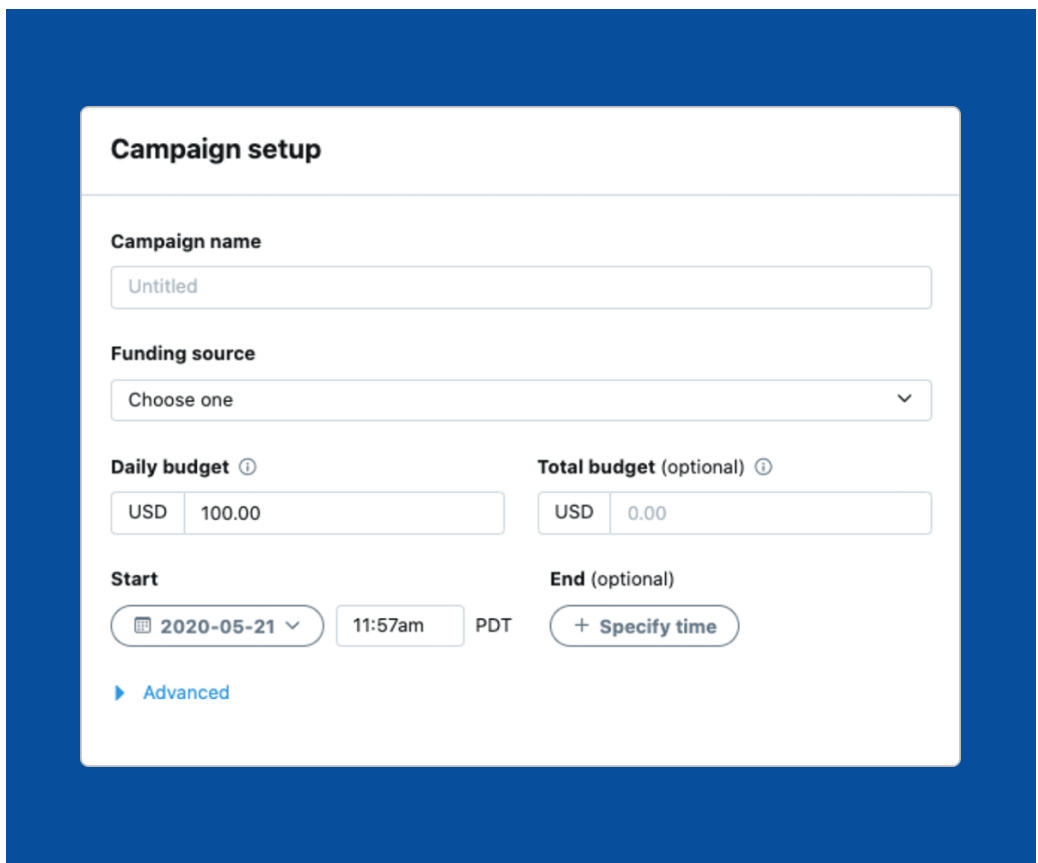 Campaign setup
Campaign name
Untitled
Funding source
Choose one
Daily budget
Total budget (optional)
USD 100.00
USD 0.00
Start
End (optional)
2020-05-21 11:57am PDT
+ Specify time
Advanced